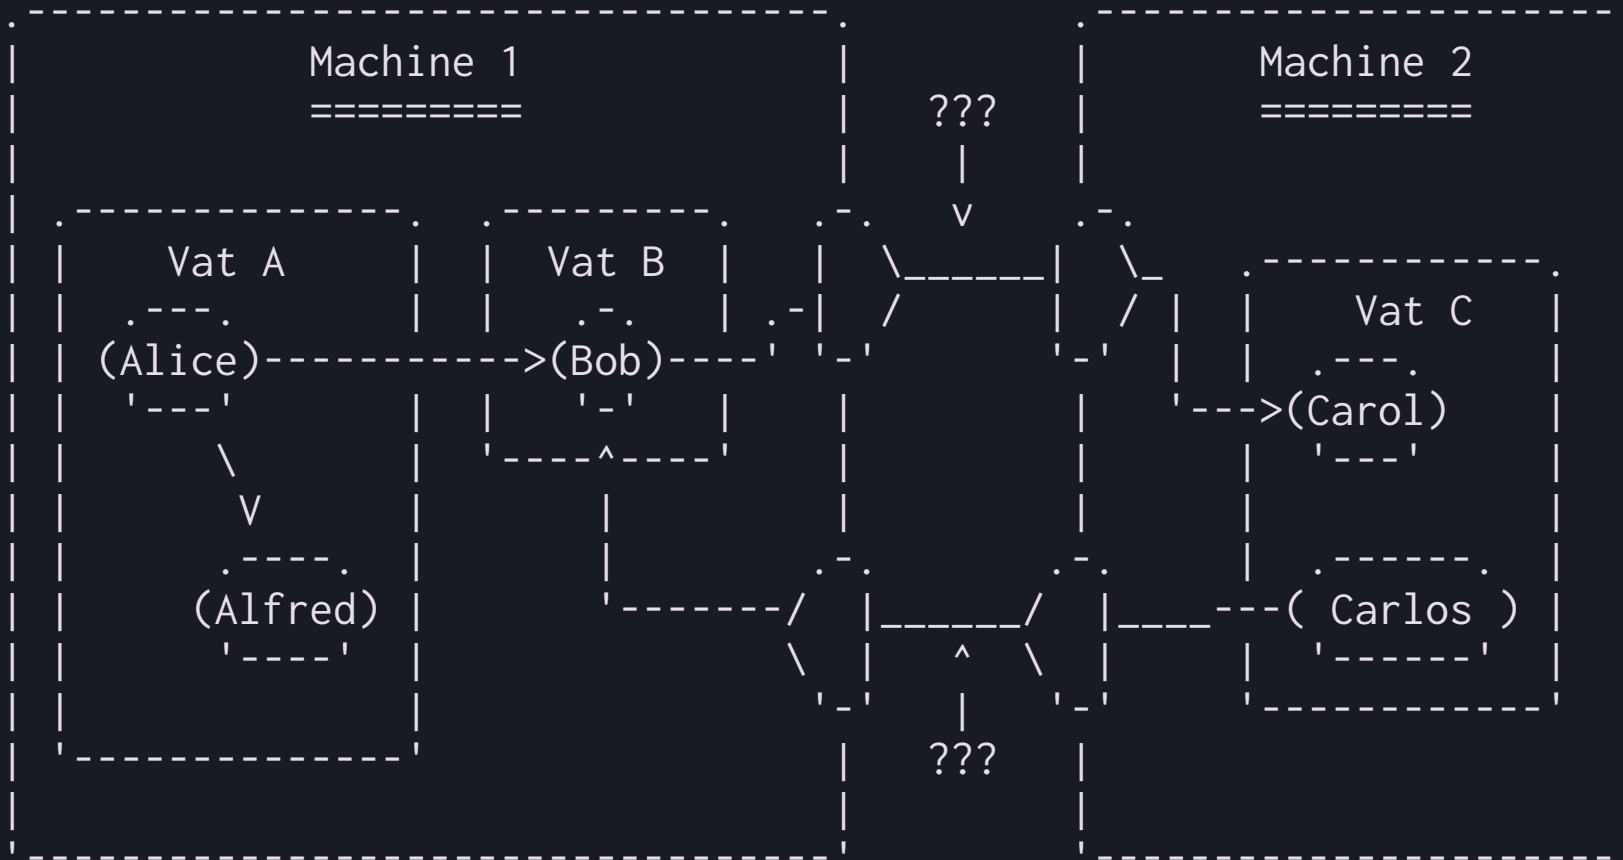 Machine 1 Machine 2
========= ??? =========
Vat A Vat B
Vat C
(Alice) (Bob)
(Carol)
(Alfred) ( Carlos )
???